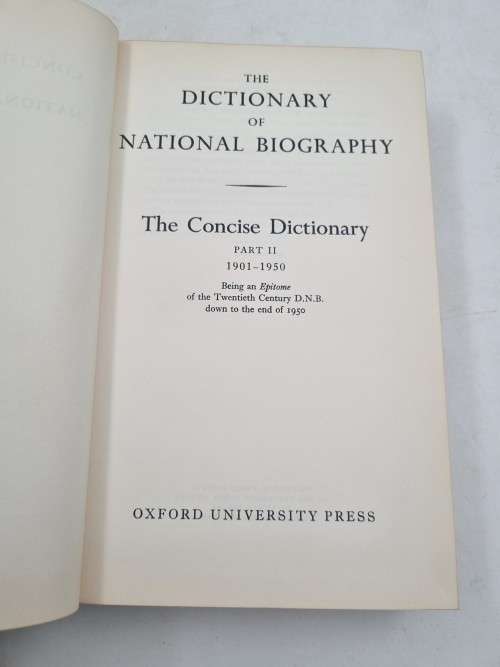 THE
DICTIONARY
OF
NATIONAL BIOGRAPHY
The Concise Dictionary
PART II
1901–1950
Being an Epitome
of the Twentieth Century D.N.B.
down to the end of 1950
OXFORD UNIVERSITY PRESS